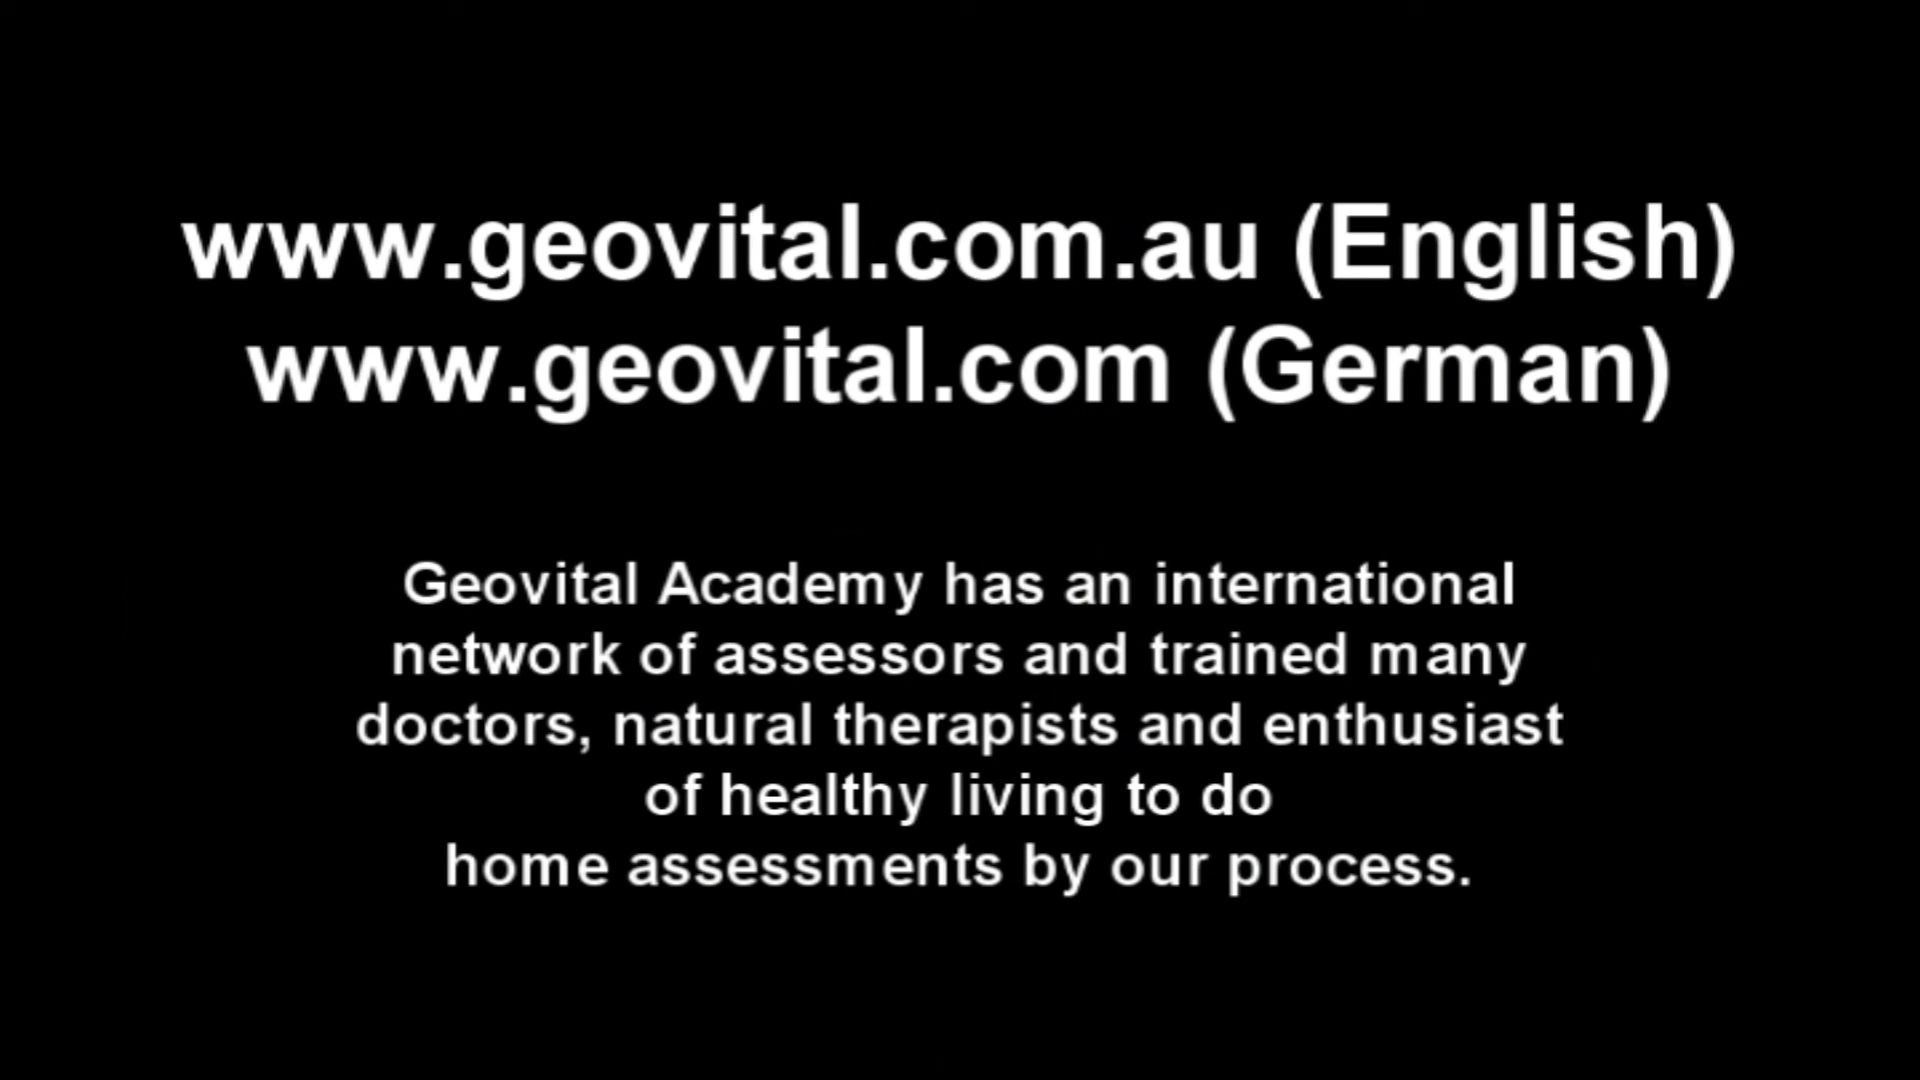 www.geovital.com.au (English)
www.geovital.com (German)
Geovital Academy has an international
network of assessors and trained many
doctors, natural therapists and enthusiast
of healthy living to do
home assessments by our process.